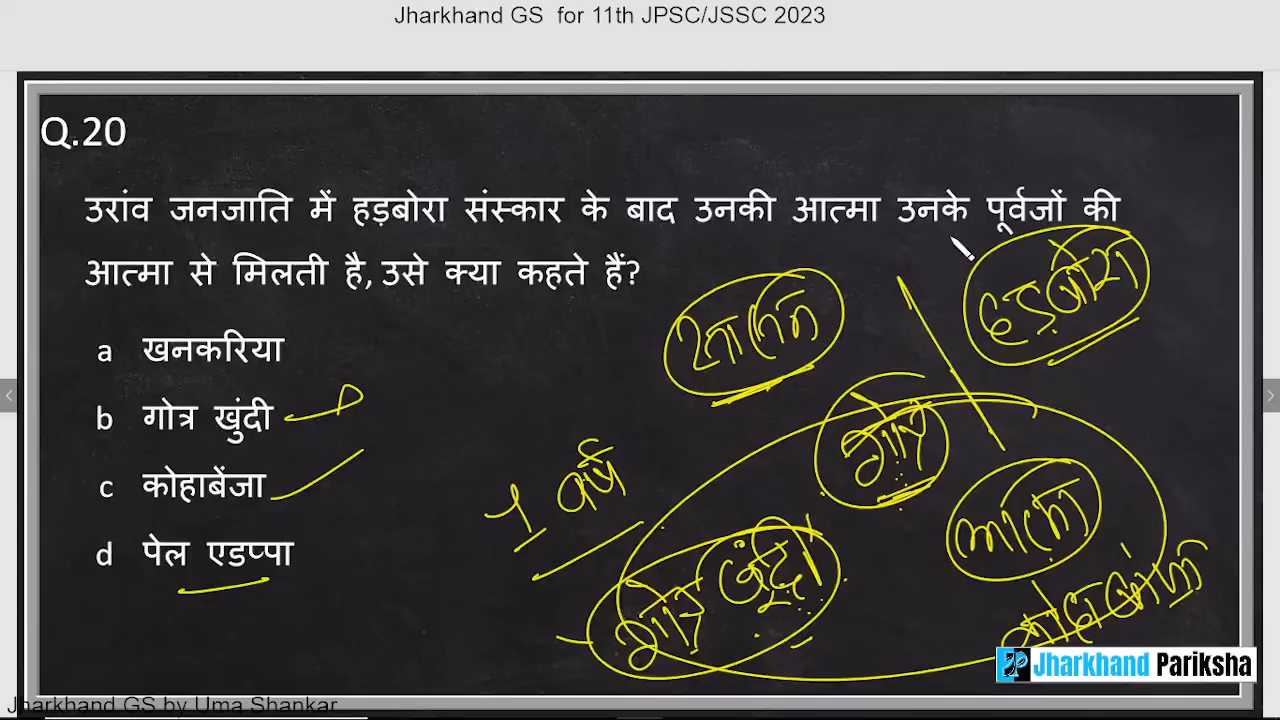 Jharkhand GS for 11th JPSC/JSSC 2023
Q.20
उरांव जनजाति में हड़बोरा संस्कार के बाद उनकी आत्मा उनके पूर्वजों की
आत्मा से मिलती है, उसे क्या कहते हैं?
a खनकरिया
b गोत्र खुंदी
c कोहाबेंजा
d पेल एडप्पा
हड़बोरा
गोत्र
1 वर्ष
आत्मा
गोत्र खुंदी
Jharkhand Pariksha
Jharkhand GS by Uma Shankar